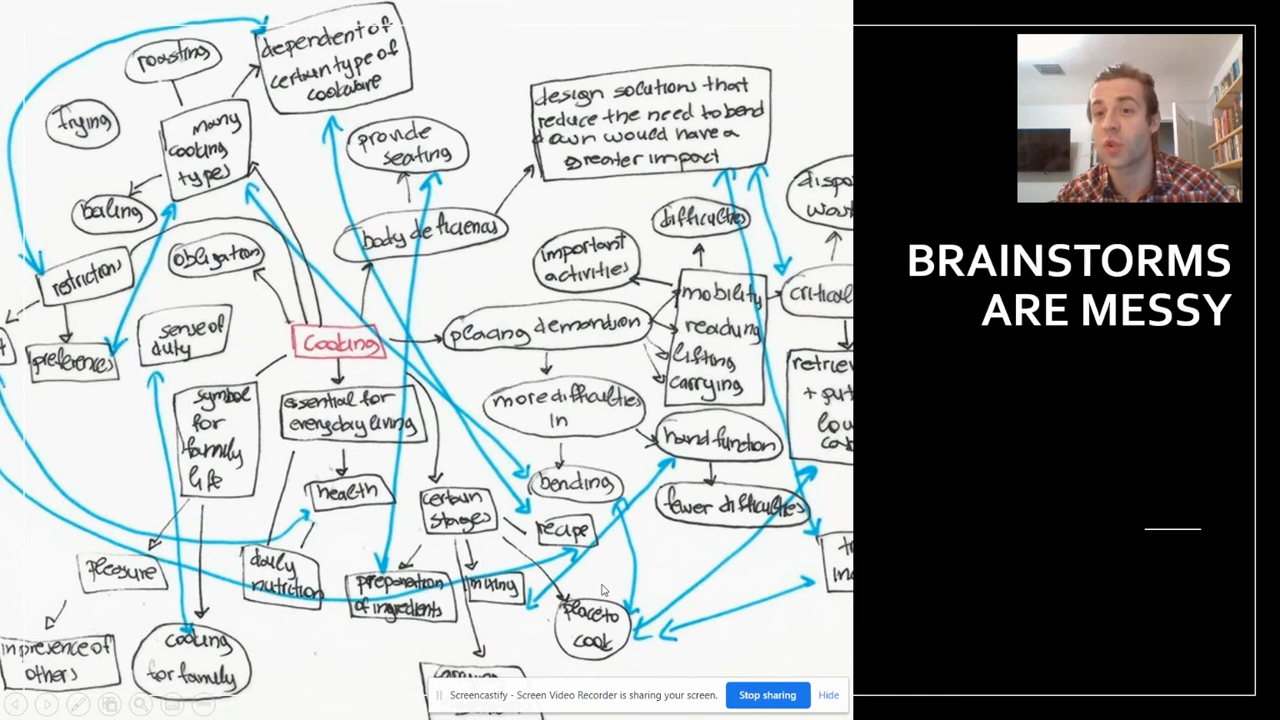 roasting
dependent of
certain type of
cookware
frying
many
cooking
types
provide
seating
design solutions that
reduce the need to bend
down would have a
greater impact
boiling
body deficiencies
difficulties
restrictions
obligation
important
activities
mobility
reaching
lifting
carrying
critical
sense of
duty
cooking
placing demands on
preferences
symbol
for
family
life
essential for
everyday living
more difficulties
in
hand function
health
certain
stages
bending
fewer difficulties
recipe
pleasure
daily
nutrition
preparation
of ingredients
mixing
place to
cook
in presence of
others
cooking
for family
BRAINSTORMS
ARE MESSY
Screencastify - Screen Video Recorder is sharing your screen.
Stop sharing
Hide